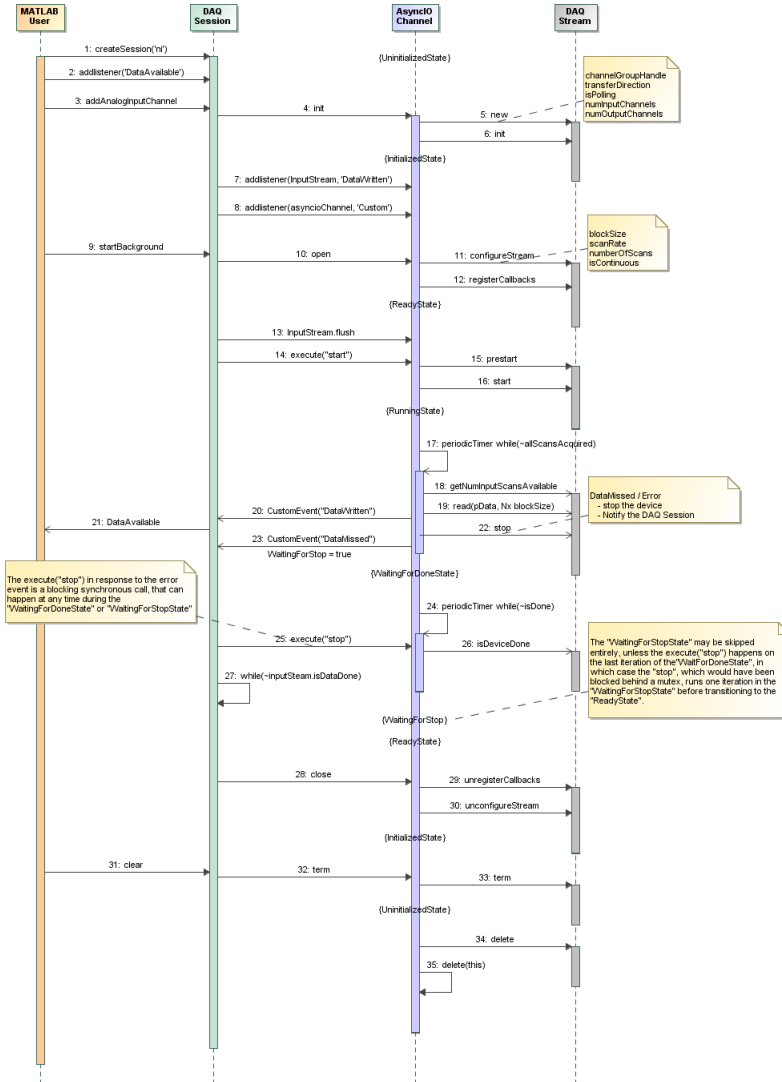 MATLAB
User
DAQ
Session
AsyncIO
Channel
DAQ
Stream
1: createSession('ni')
{UninitializedState}
2: addlistener('DataAvailable')
channelGroupHandle
transferDirection
isPolling
numInputChannels
numOutputChannels
3: addAnalogInputChannel
4: init
5: new
6: init
{InitializedState}
7: addlistener(InputStream, 'DataWritten')
8: addlistener(asyncioChannel, 'Custom')
blockSize
scanRate
numberOfScans
isContinuous
9: startBackground
10: open
11: configureStream
12: registerCallbacks
{ReadyState}
13: InputStream.flush
14: execute("start")
15: prestart
16: start
{RunningState}
17: periodicTimer while(~allScansAcquired)
18: getNumInputScansAvailable
DataMissed / Error
- stop the device
- Notify the DAQ Session
19: read(pData, Nx blockSize)
20: CustomEvent("DataWritten")
21: DataAvailable
22: stop
23: CustomEvent("DataMissed")
WaitingForStop = true
{WaitingForDoneState}
The execute("stop") in response to the error
event is a blocking synchronous call, that can
happen at any time during the
"WaitingForDoneState" or "WaitingForStopState"
24: periodicTimer while(~isDone)
25: execute("stop")
26: isDeviceDone
The "WaitingForStopState" may be skipped
entirely, unless the execute("stop") happens on
the last iteration of the"WaitForDoneState", in
which case the "stop", which would have been
blocked behind a mutex, runs one iteration in the
"WaitingForStopState" before transitioning to the
"ReadyState".
27: while(~inputSteam.isDataDone)
{WaitingForStop}
{ReadyState}
28: close
29: unregisterCallbacks
30: unconfigureStream
{InitializedState}
31: clear
32: term
33: term
{UninitializedState}
34: delete
35: delete(this)